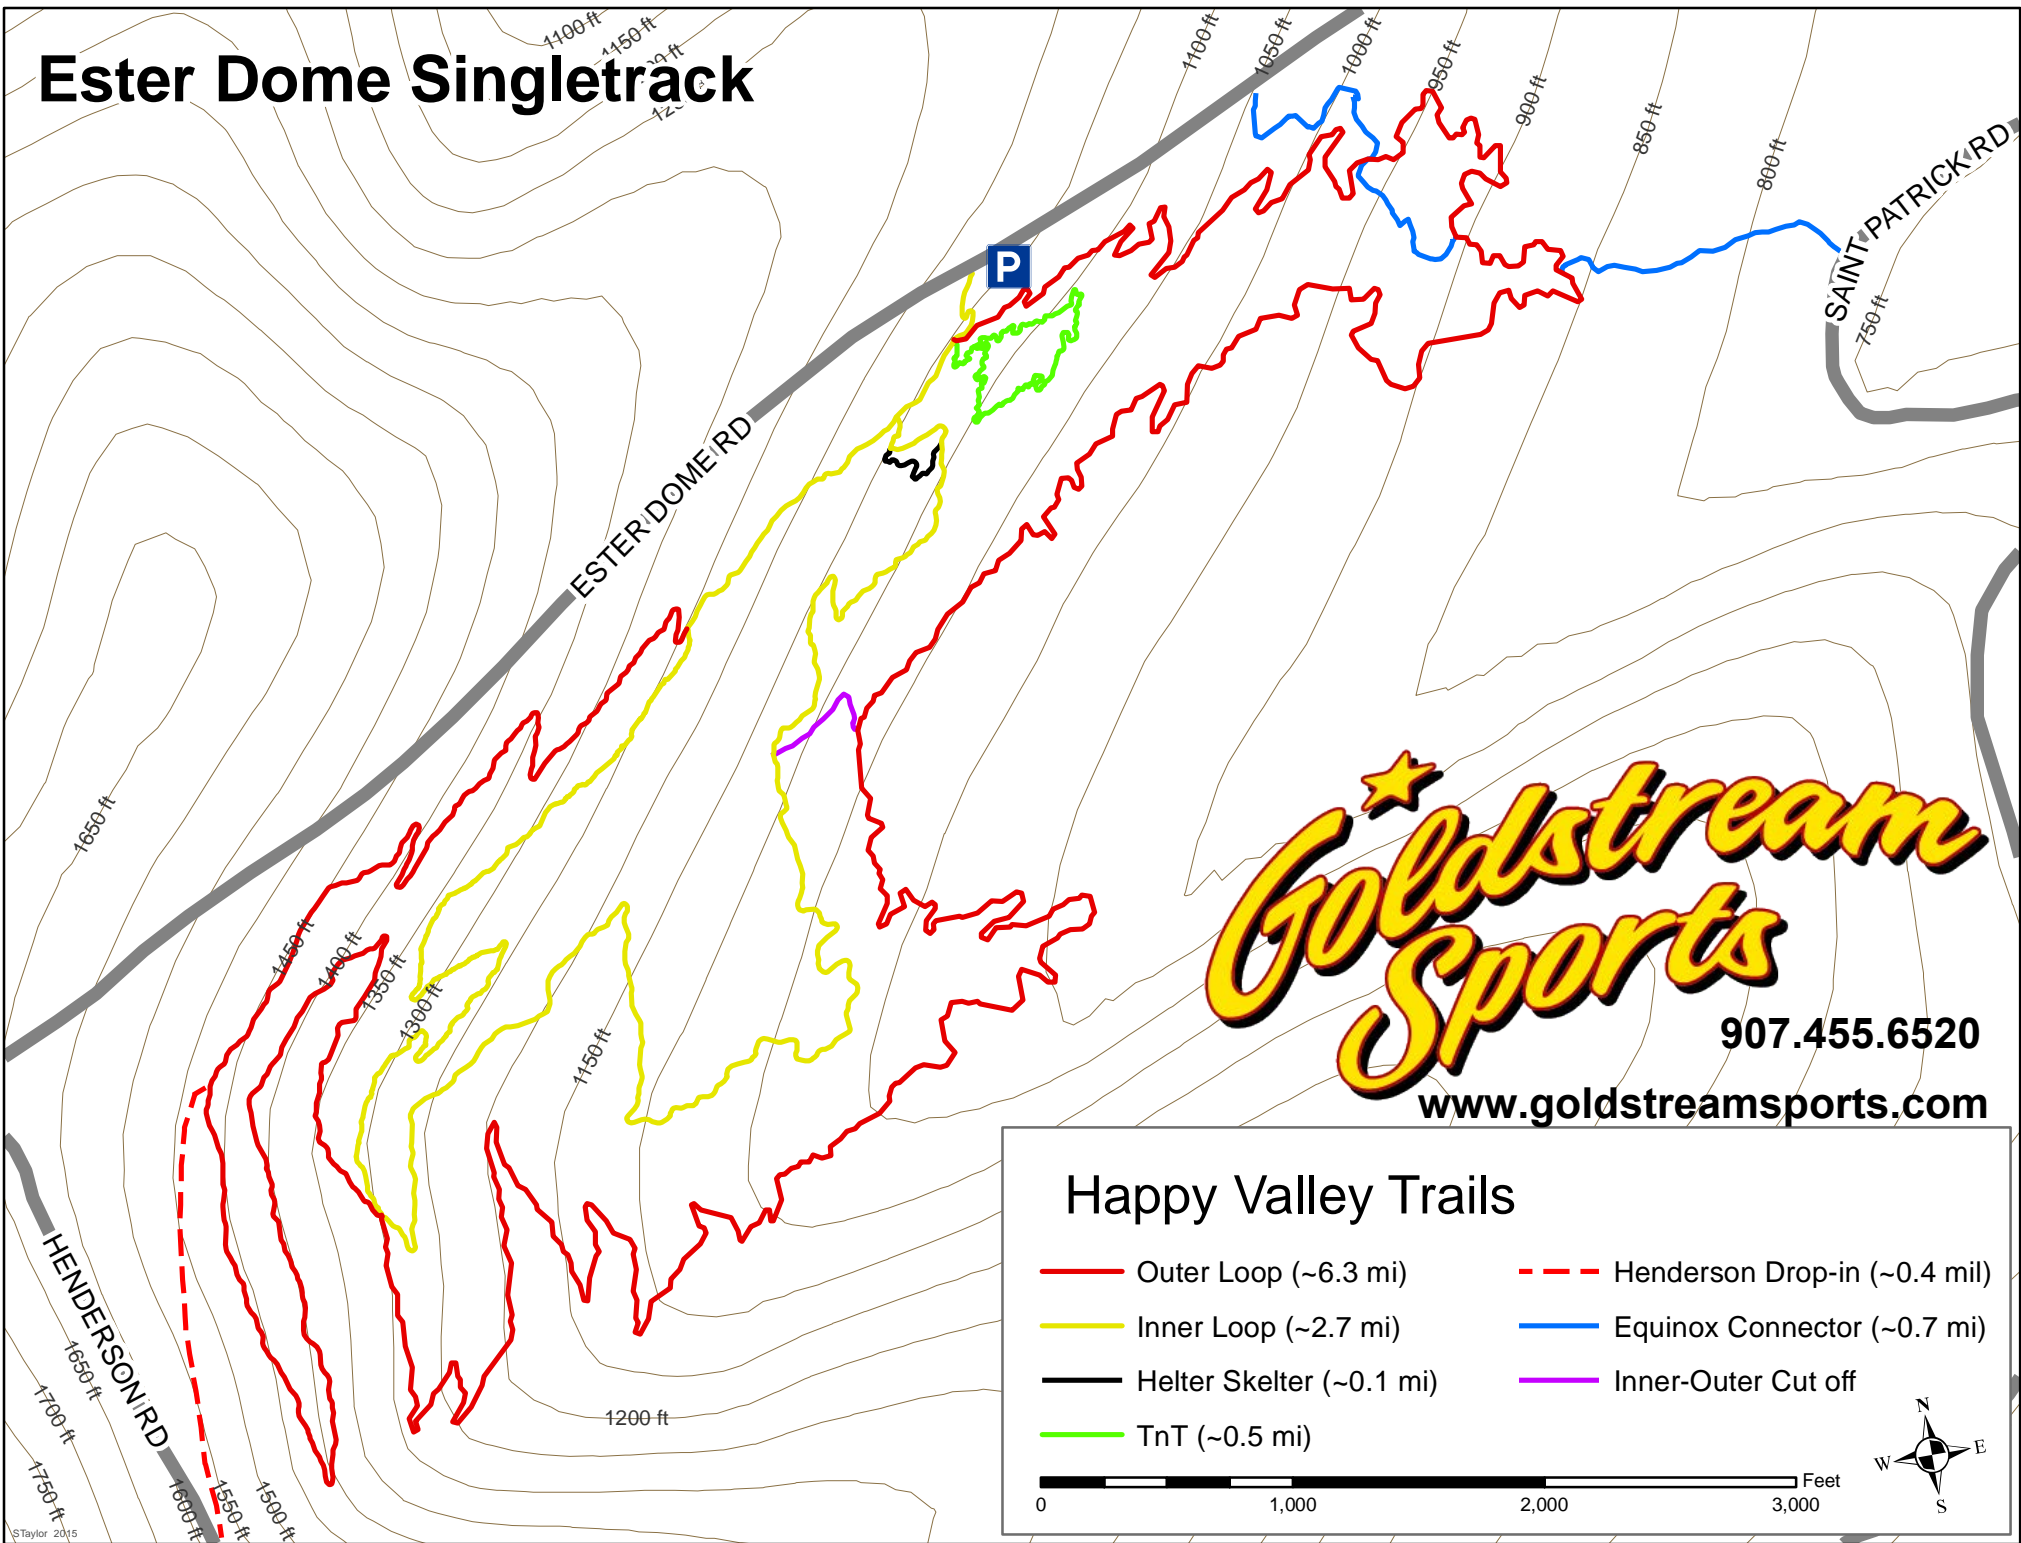 Ester Dome Singletrack
1100 ft
1150 ft
1100 ft
1050 ft
1000 ft
950 ft
900 ft
850 ft
800 ft
SAINT PATRICK RD
750 ft
P
ESTER DOME RD
1650 ft
1450 ft
1400 ft
1350 ft
1300 ft
1150 ft
Goldstream
Sports
907.455.6520
www.goldstreamsports.com
HENDERSON RD
1650 ft
1700 ft
1750 ft
1600 ft
1550 ft
1500 ft
1200 ft
Happy Valley Trails
Outer Loop (~6.3 mi)
Henderson Drop-in (~0.4 mil)
Inner Loop (~2.7 mi)
Equinox Connector (~0.7 mi)
Helter Skelter (~0.1 mi)
Inner-Outer Cut off
TnT (~0.5 mi)
N
W E
S
Feet
0 1,000 2,000 3,000
STaylor 2015